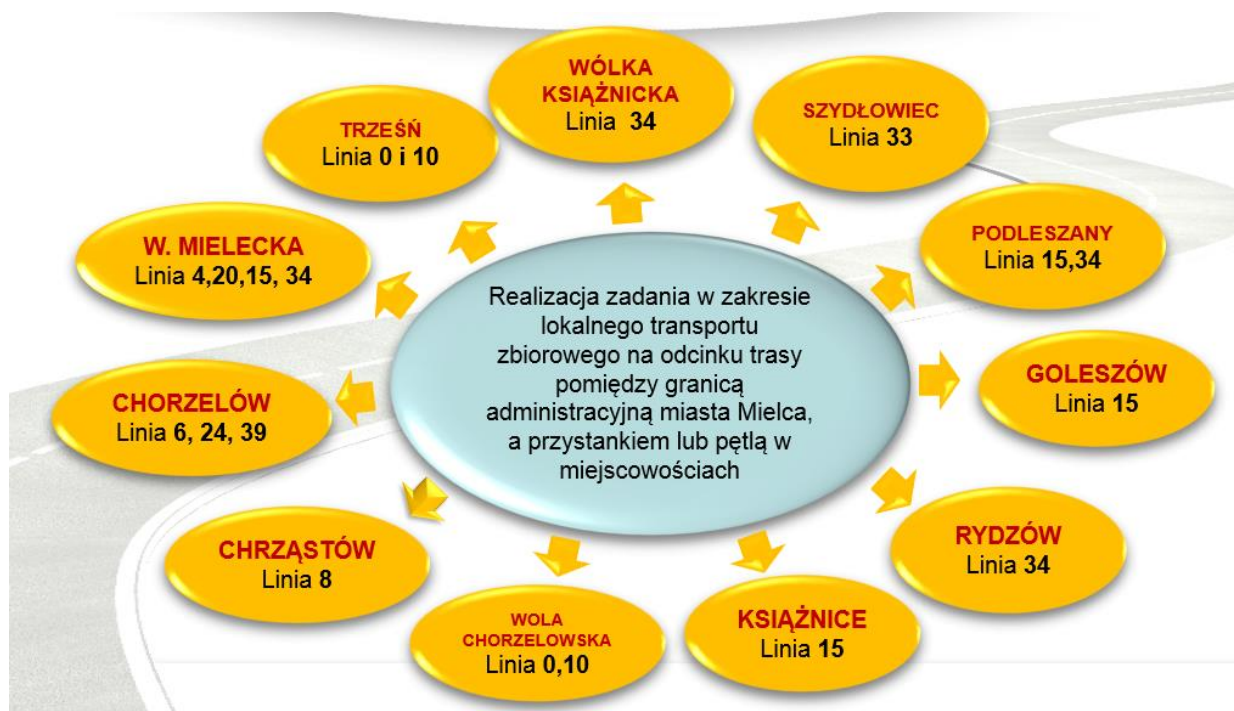 WÓLKA
KSIĄŻNICKA
Linia 34
SZYDŁOWIEC
Linia 33
TRZEŚŃ
Linia 0 i 10
W. MIELECKA
Linia 4,20,15, 34
PODLESZANY
Linia 15,34
Realizacja zadania w zakresie
lokalnego transportu
zbiorowego na odcinku trasy
pomiędzy granicą
administracyjną miasta Mielca,
a przystankiem lub pętlą w
miejscowościach
CHORZELÓW
Linia 6, 24, 39
GOLESZÓW
Linia 15
CHRZĄSTÓW
Linia 8
RYDZÓW
Linia 34
WOLA
CHORZELOWSKA
Linia 0,10
KSIĄŻNICE
Linia 15